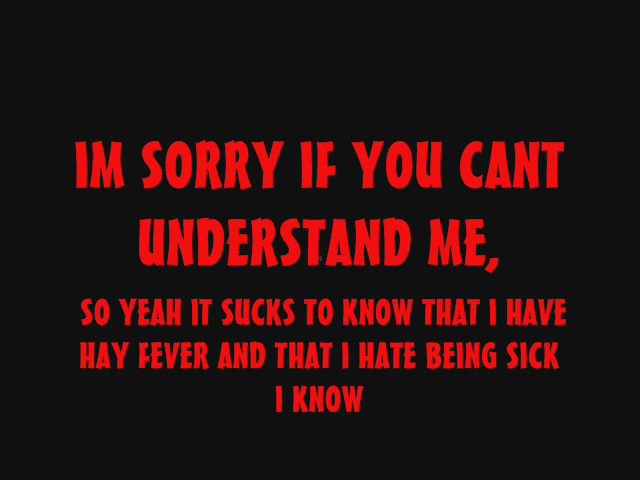 IM SORRY IF YOU CANT
UNDERSTAND ME,
SO YEAH IT SUCKS TO KNOW THAT I HAVE
HAY FEVER AND THAT I HATE BEING SICK
I KNOW